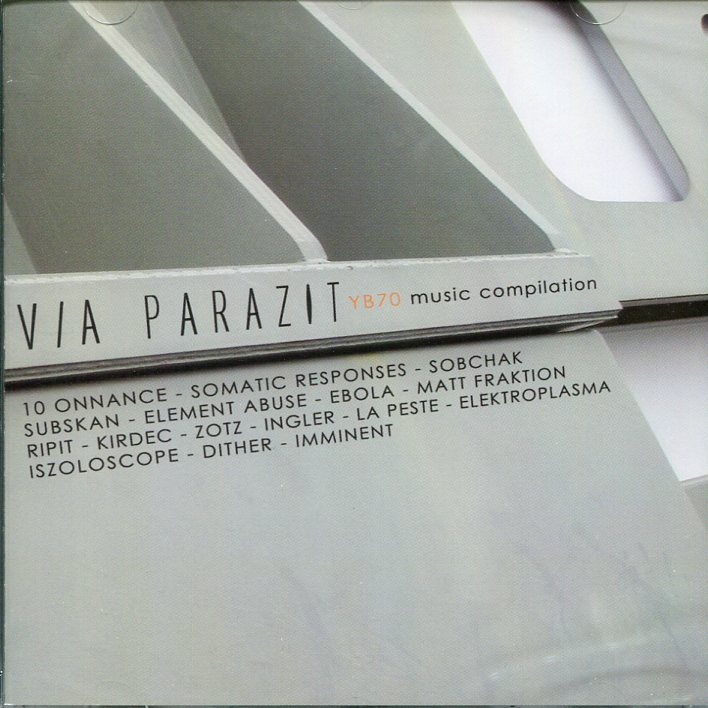 V/A PARAZIT YB70 music compilation
10 ONNANCE - SOMATIC RESPONSES - SOBCHAK
SUBSKAN - ELEMENT ABUSE - EBOLA - MATT FRAKTION
RIPIT - KIRDEC - ZOTZ - INGLER - LA PESTE - ELEKTROPLASMA
ISZOLOSCOPE - DITHER - IMMINENT